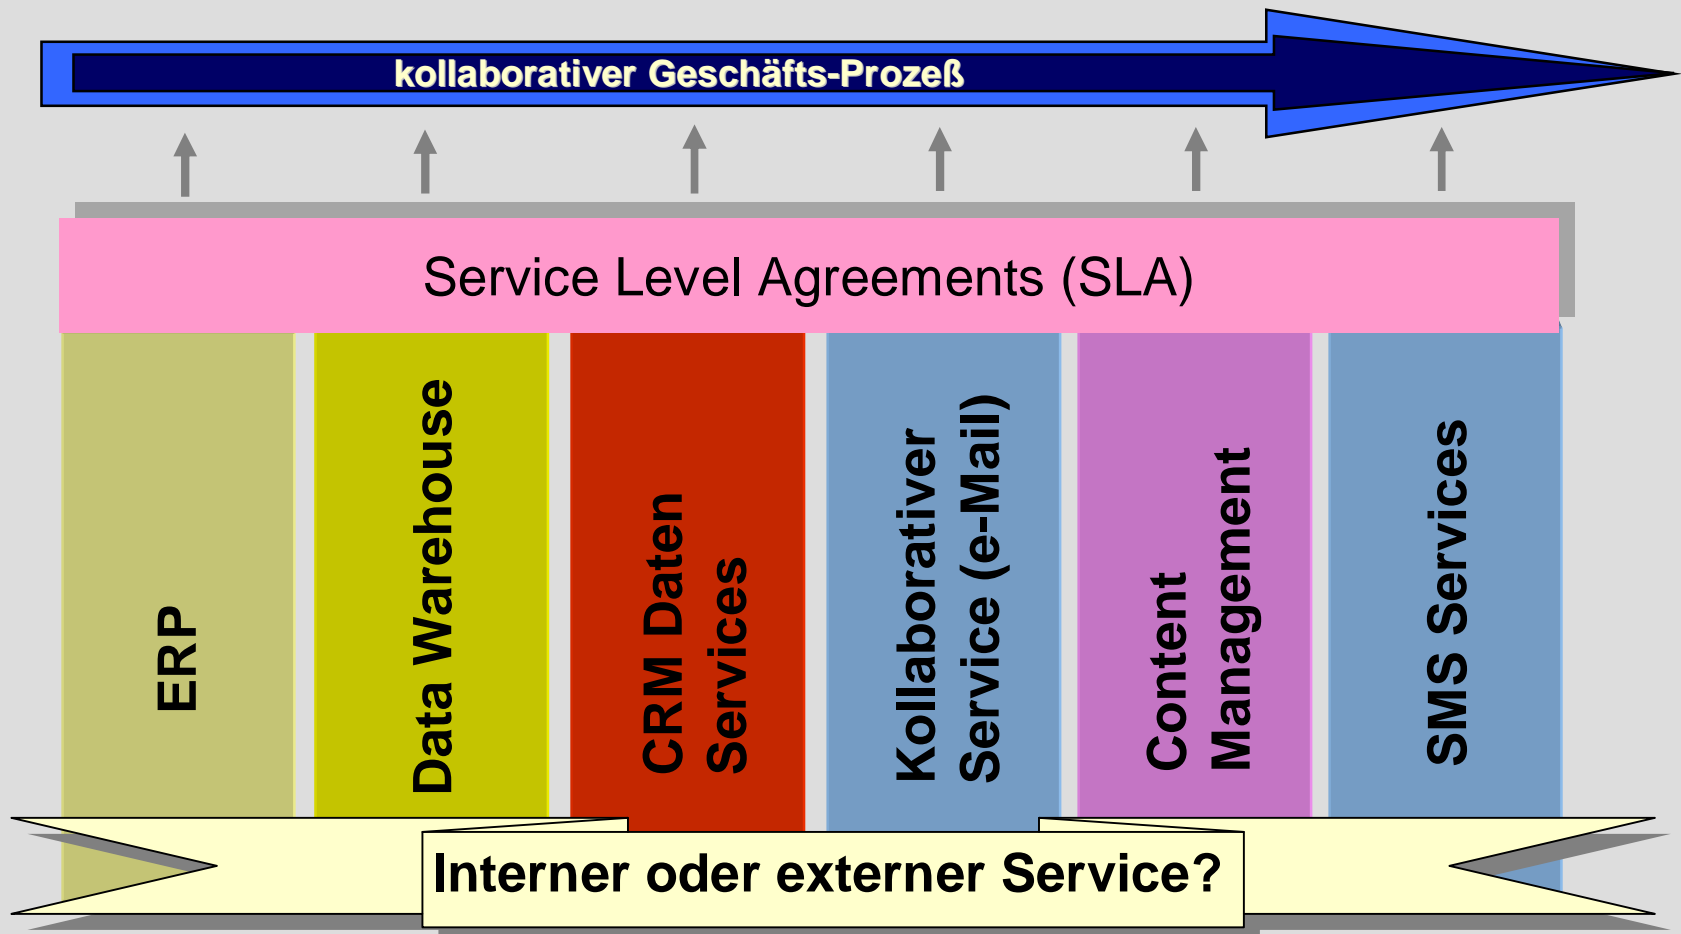 kollaborativer Geschäfts-Prozeß
Service Level Agreements (SLA)
ERP
Data Warehouse
CRM Daten
Services
Kollaborativer
Service (e-Mail)
Content
Management
SMS Services
Interner oder externer Service?